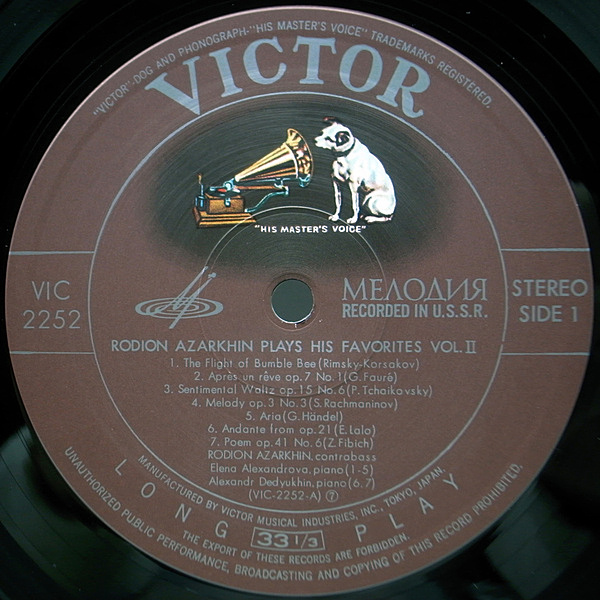 "VICTOR" DOG AND PHONOGRAPH-"HIS MASTER'S VOICE" TRADEMARKS REGISTERED.
VICTOR
"HIS MASTER'S VOICE"
VIC
2252
МЕЛОДИЯ
RECORDED IN U.S.S.R.
STEREO
SIDE 1
RODION AZARKHIN PLAYS HIS FAVORITES VOL. II
1. The Flight of Bumble Bee (Rimsky-Korsakov)
2. Après un rêve op.7 No.1 (G.Faurê)
3. Sentimental Waltz op.15 No.6 (P.Tchaikovsky)
4. Melody op.3 No.3 (S.Rachmaninov)
5. Aria (G.Händel)
6. Andante from op.21 (E.Lalo)
7. Poem op.41 No.6 (Z.Fibich)
RODION AZARKHIN, contrabass
Elena Alexandrova, piano (1-5)
Alexandr Dedyukhin, piano (6.7)
(VIC-2252-A) ⑦
MANUFACTURED BY VICTOR MUSICAL INDUSTRIES, INC., TOKYO, JAPAN.
LONG PLAY
33 1/3
THE EXPORT OF THESE RECORDS ARE FORBIDDEN.
UNAUTHORIZED PUBLIC PERFORMANCE, BROADCASTING AND COPYING OF THIS RECORD PROHIBITED.